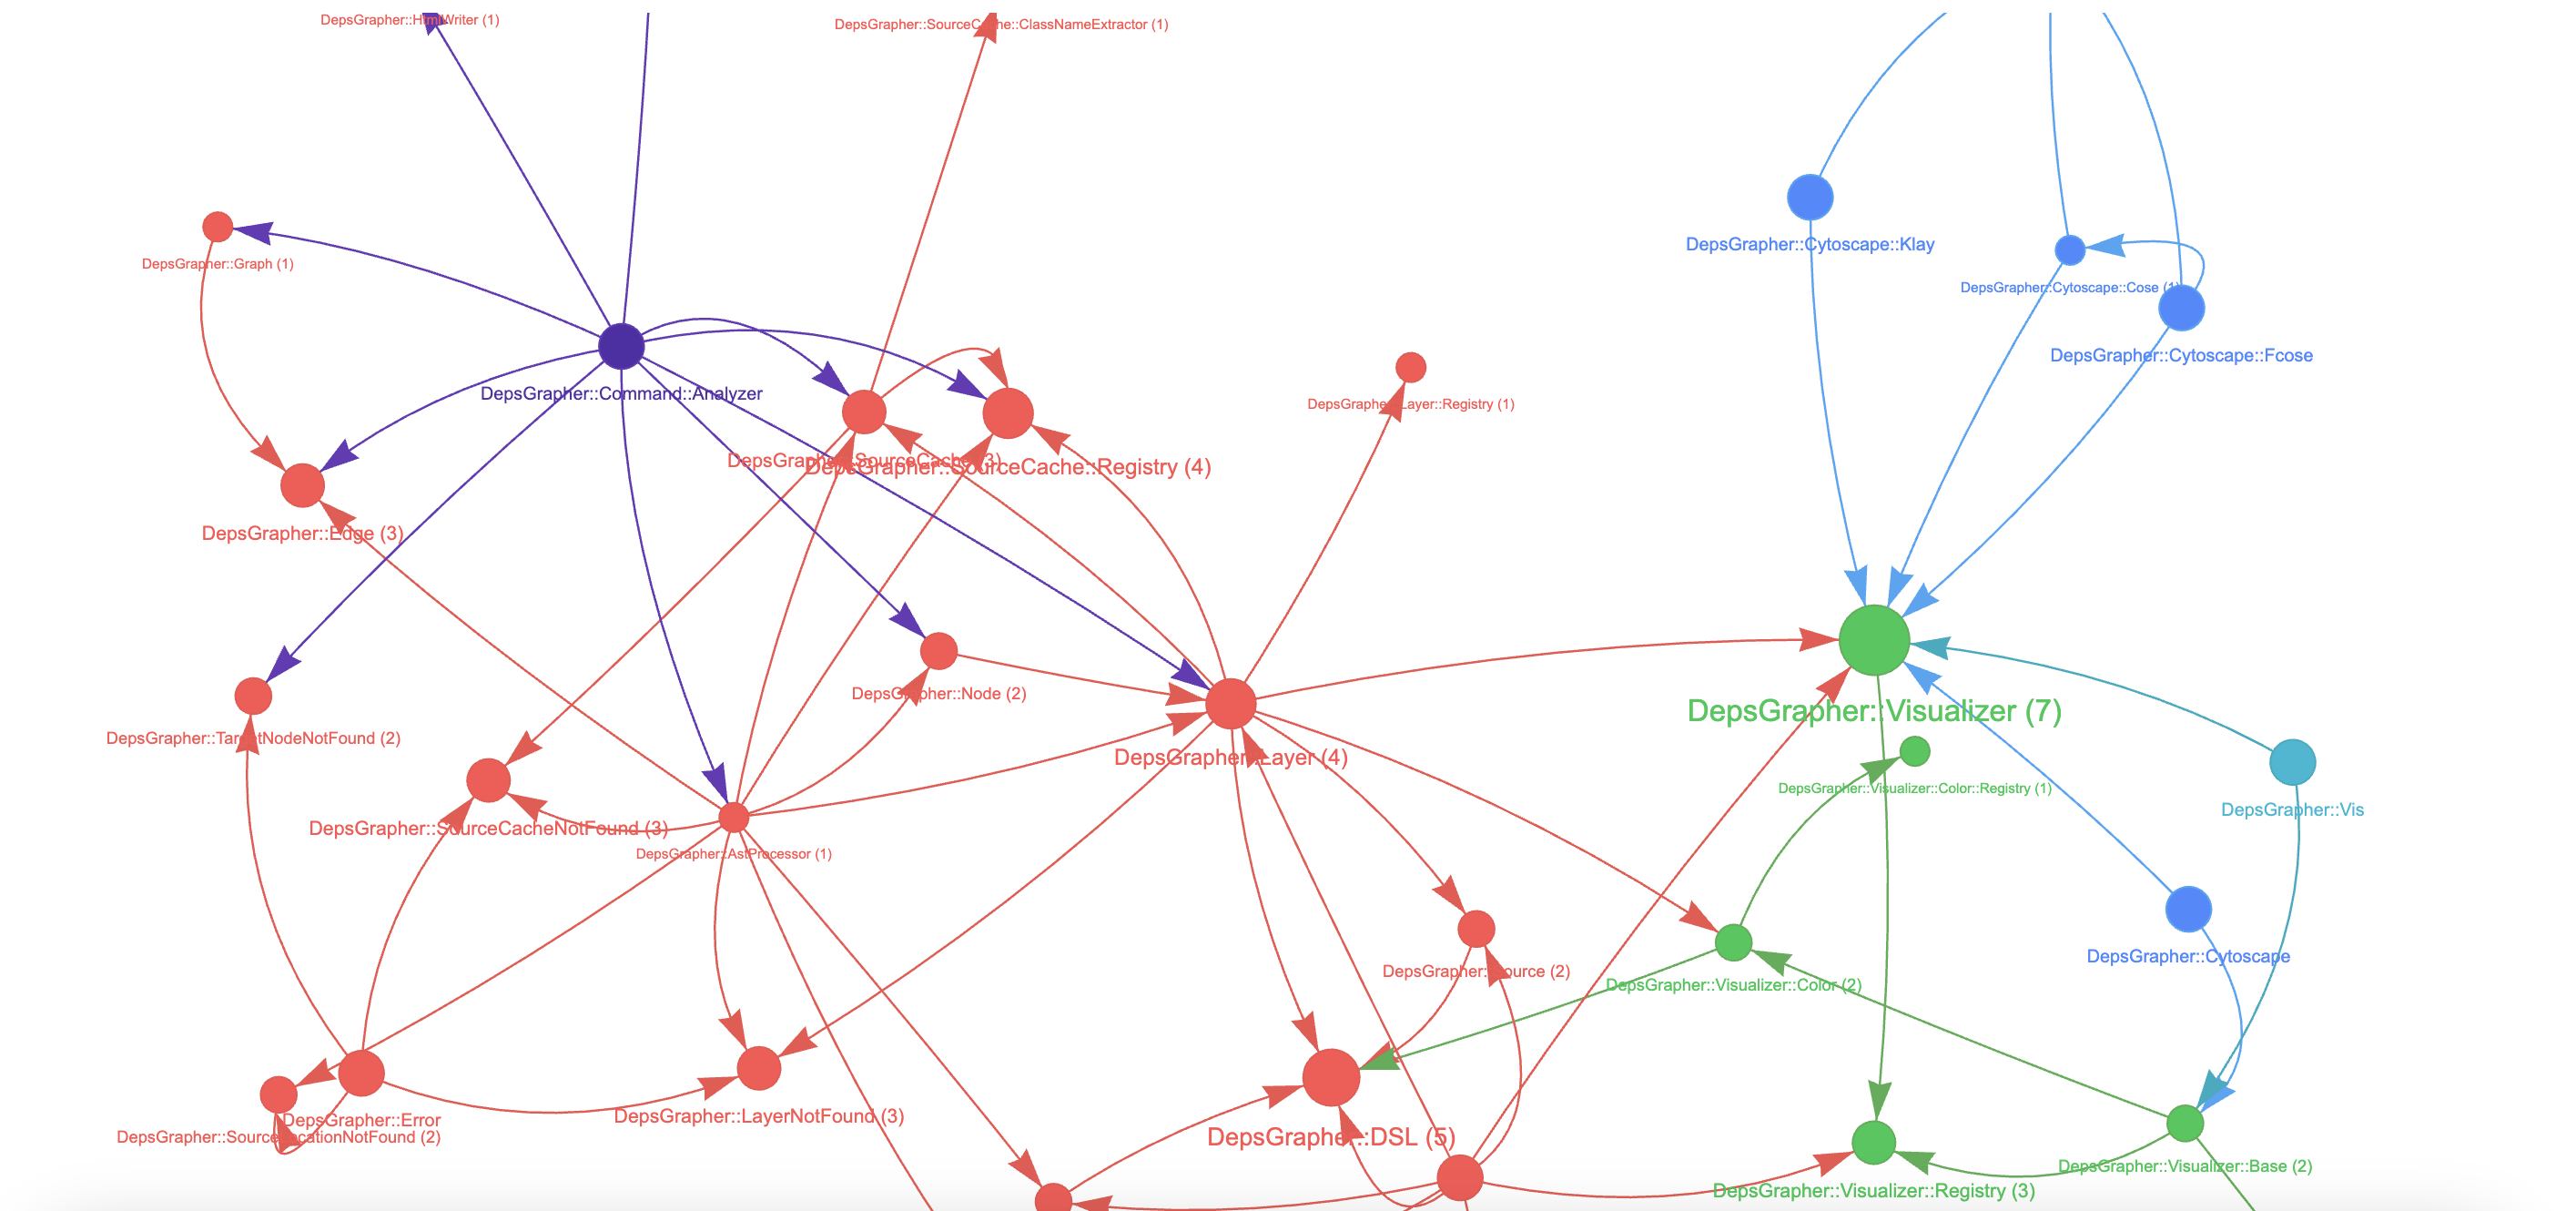 DepsGrapher::HtmlWriter (1)
DepsGrapher::SourceCache::ClassNameExtractor (1)
DepsGrapher::Cytoscape::Klay
DepsGrapher::Graph (1)
DepsGrapher::Cytoscape::Cose (1)
DepsGrapher::Cytoscape::Fcose
DepsGrapher::Command::Analyzer
DepsGrapher::Layer::Registry (1)
DepsGrapher::SourceCache (3)
DepsGrapher::SourceCache::Registry (4)
DepsGrapher::Edge (3)
DepsGrapher::Node (2)
DepsGrapher::Visualizer (7)
DepsGrapher::TargetNodeNotFound (2)
DepsGrapher::Layer (4)
DepsGrapher::Visualizer::Color::Registry (1)
DepsGrapher::Vis
DepsGrapher::SourceCacheNotFound (3)
DepsGrapher::AstProcessor (1)
DepsGrapher::Cytoscape
DepsGrapher::Source (2)
DepsGrapher::Visualizer::Color (2)
DepsGrapher::LayerNotFound (3)
DepsGrapher::Error
DepsGrapher::SourceLocationNotFound (2)
DepsGrapher::DSL (5)
DepsGrapher::Visualizer::Base (2)
DepsGrapher::Visualizer::Registry (3)